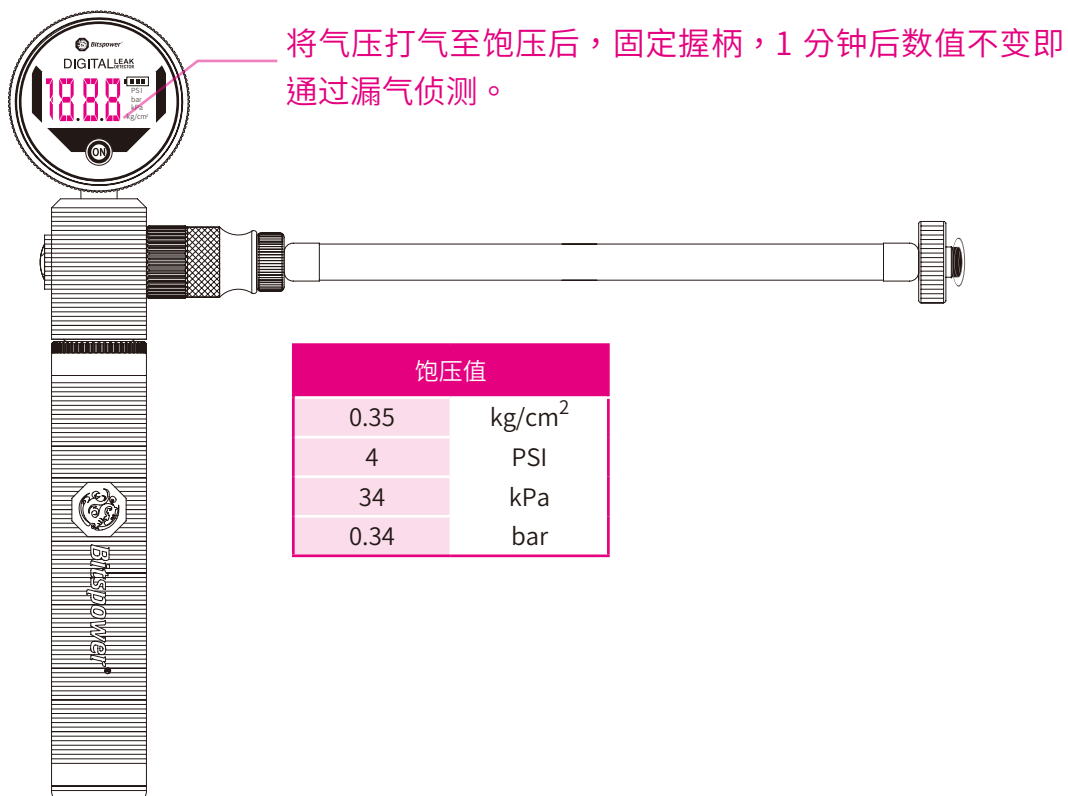 将气压打气至饱压后，固定握柄，1 分钟后数值不变即
通过漏气侦测。
Bitspower
DIGITAL LEAK DETECTOR
18.8.8
PSI
bar
kPa
kg/cm²
ON
饱压值
0.35 kg/cm²
4 PSI
34 kPa
0.34 bar
Bitspower®